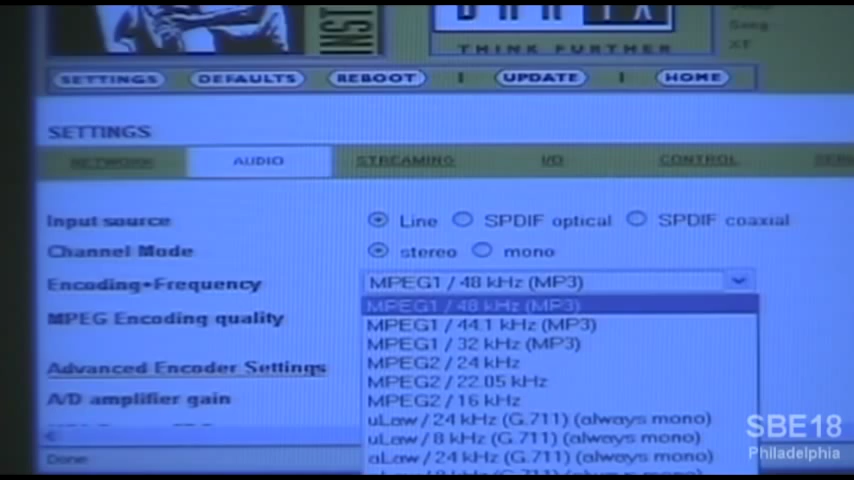 INST
BARIX
THINK FURTHER
SETTINGS DEFAULTS REBOOT | UPDATE | HOME
SETTINGS
NETWORK AUDIO STREAMING I/O CONTROL
Input source Line SPDIF optical SPDIF coaxial
Channel Mode stereo mono
Encoding+Frequency MPEG1 / 48 kHz (MP3)
MPEG1 / 48 kHz (MP3)
MPEG1 / 44.1 kHz (MP3)
MPEG Encoding quality
MPEG1 / 32 kHz (MP3)
MPEG2 / 24 kHz
Advanced Encoder Settings
MPEG2 / 22.05 kHz
A/D amplifier gain
MPEG2 / 16 kHz
uLaw / 24 kHz (G.711) (always mono)
uLaw / 8 kHz (G.711) (always mono)
aLaw / 24 kHz (G.711) (always mono)
Done
SBE18
Philadelphia